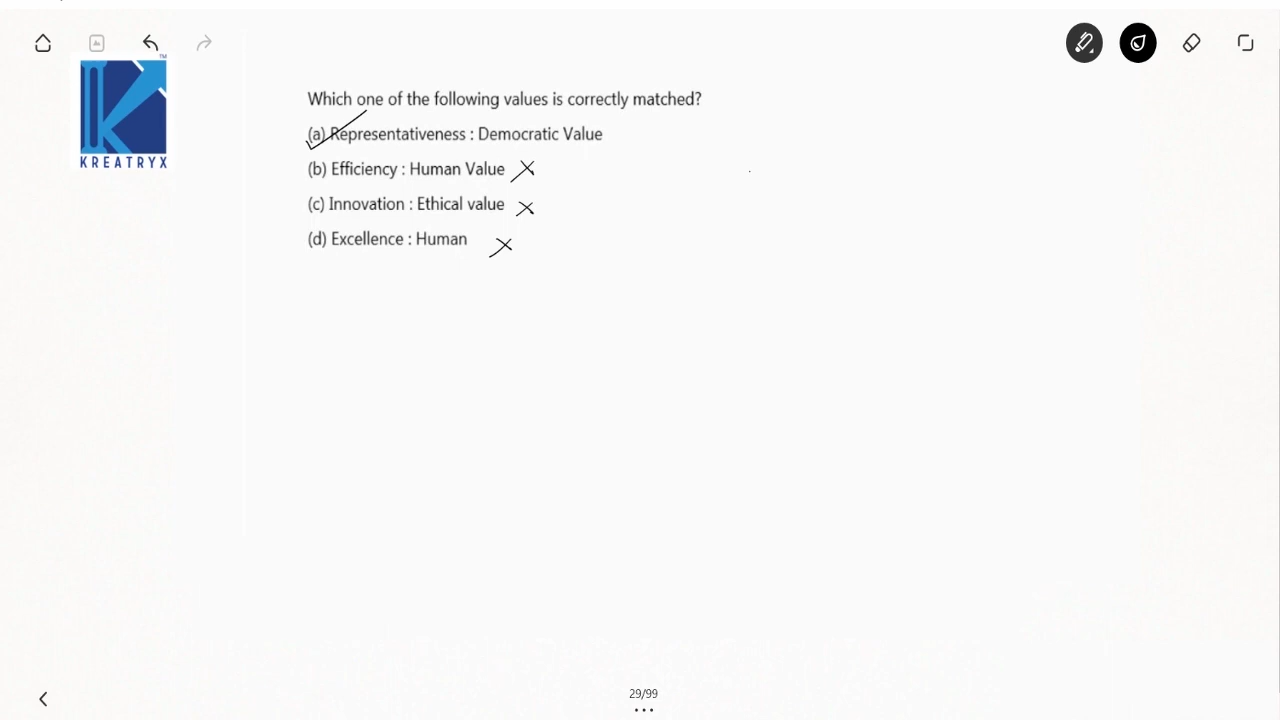 TM
KREATRYX
Which one of the following values is correctly matched?
(a) Representativeness : Democratic Value
(b) Efficiency : Human Value
(c) Innovation : Ethical value
(d) Excellence : Human
29/99